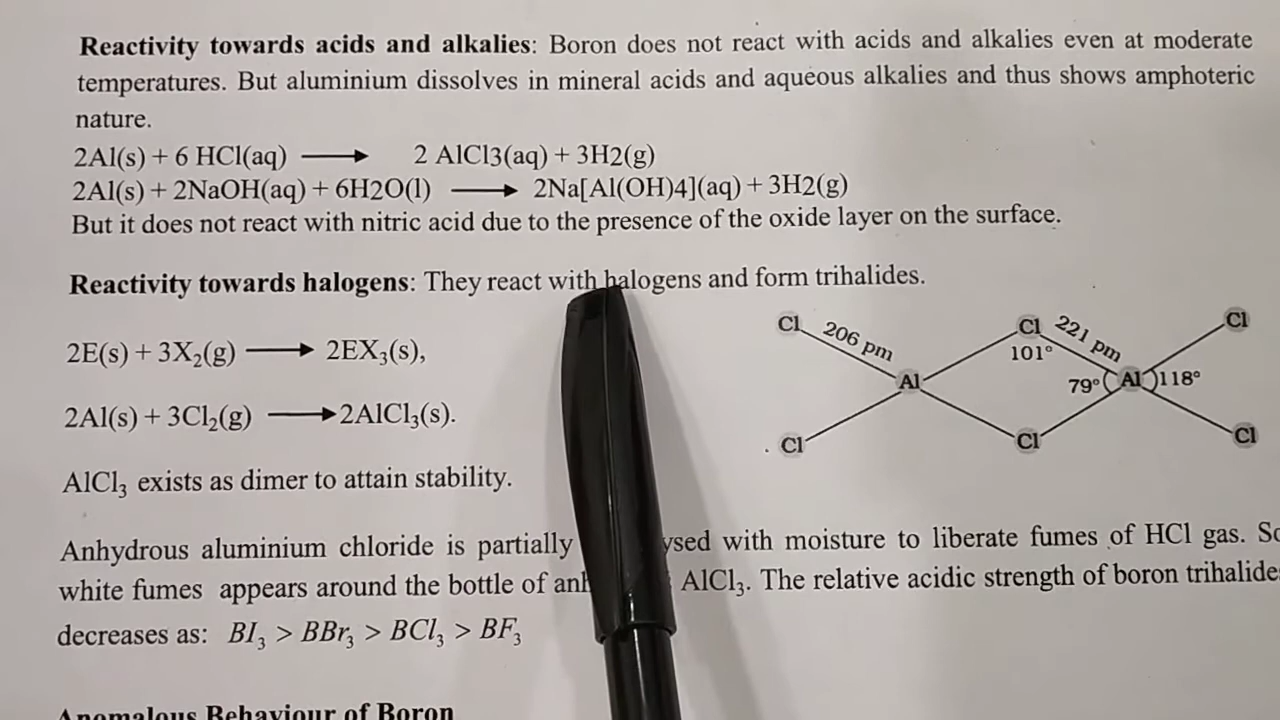 Reactivity towards acids and alkalies: Boron does not react with acids and alkalies even at moderate
temperatures. But aluminium dissolves in mineral acids and aqueous alkalies and thus shows amphoteric
nature.
2Al(s) + 6 HCl(aq) ⟶ 2 AlCl3(aq) + 3H2(g)
2Al(s) + 2NaOH(aq) + 6H2O(l) ⟶ 2Na[Al(OH)4](aq) + 3H2(g)
But it does not react with nitric acid due to the presence of the oxide layer on the surface.
Reactivity towards halogens: They react with halogens and form trihalides.
2E(s) + 3X₂(g) ⟶ 2EX₃(s),
2Al(s) + 3Cl₂(g) ⟶ 2AlCl₃(s).
AlCl₃ exists as dimer to attain stability.
Cl 206 pm Cl 221 pm Cl
101°
Al 79° Al 118°
Cl Cl Cl
Anhydrous aluminium chloride is partially with moisture to liberate fumes of HCl gas.
white fumes appears around the bottle of AlCl₃. The relative acidic strength of boron
decreases as: BI₃ > BBr₃ > BCl₃ > BF₃
Anomalous Behaviour of Boron